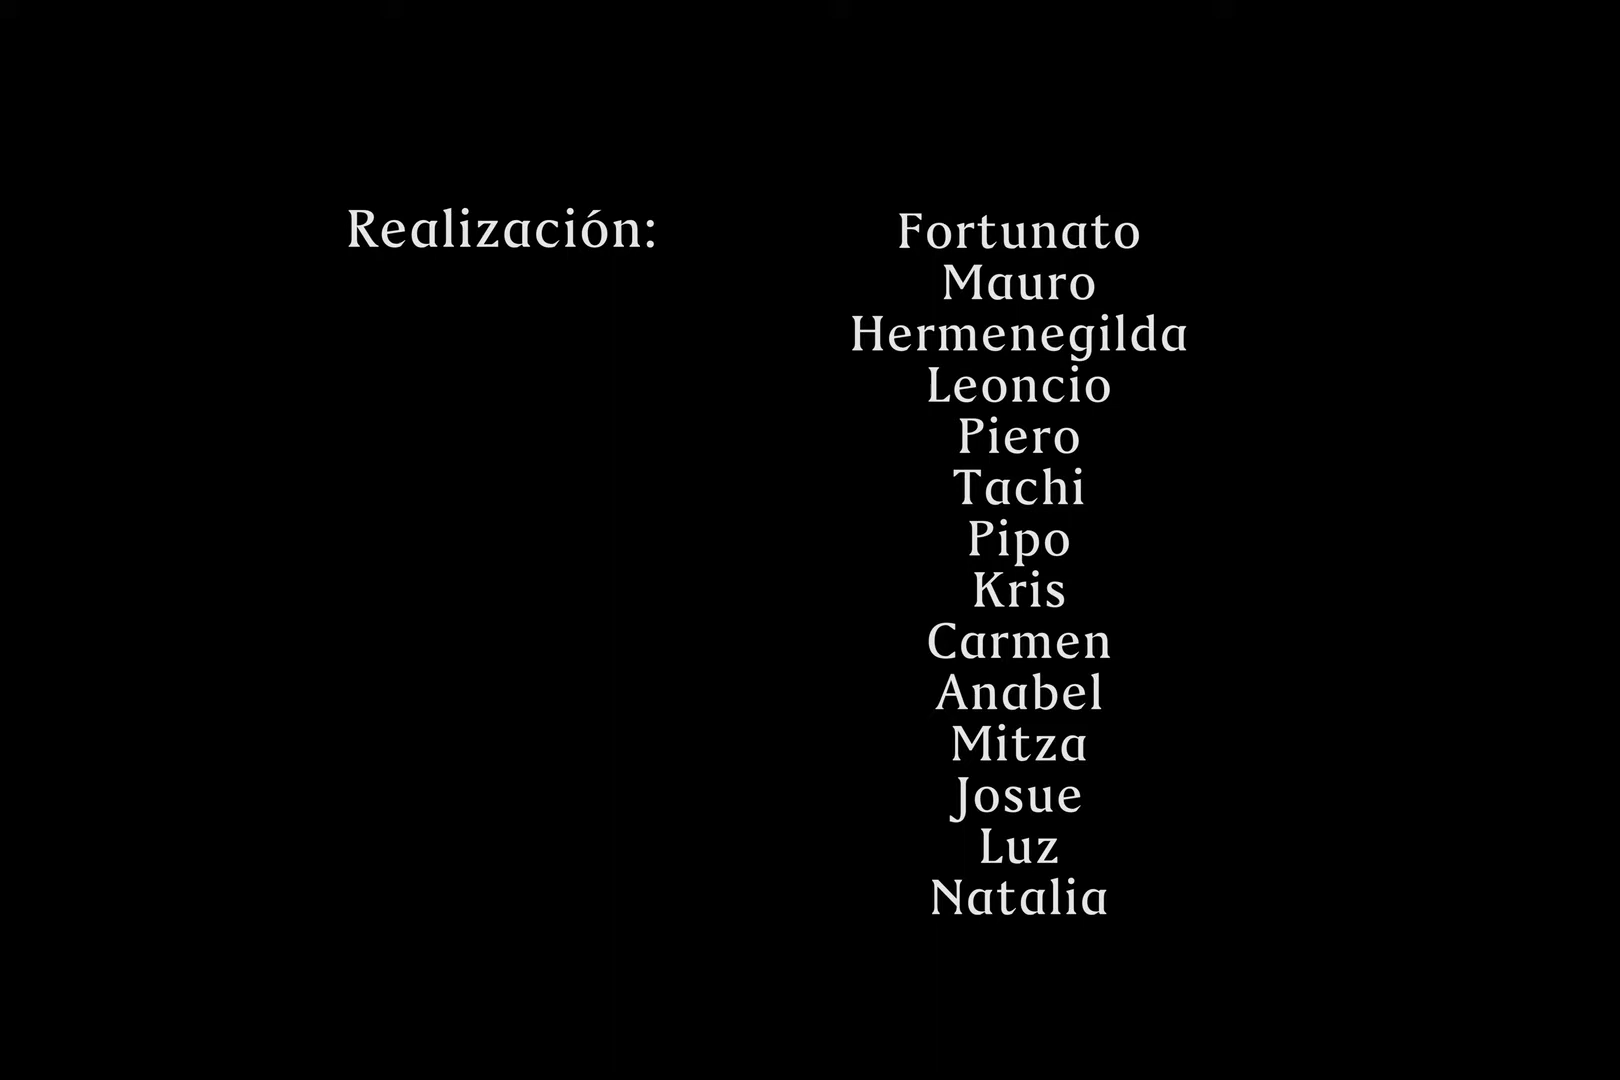 Realización:
Fortunato
Mauro
Hermenegilda
Leoncio
Piero
Tachi
Pipo
Kris
Carmen
Anabel
Mitza
Josue
Luz
Natalia